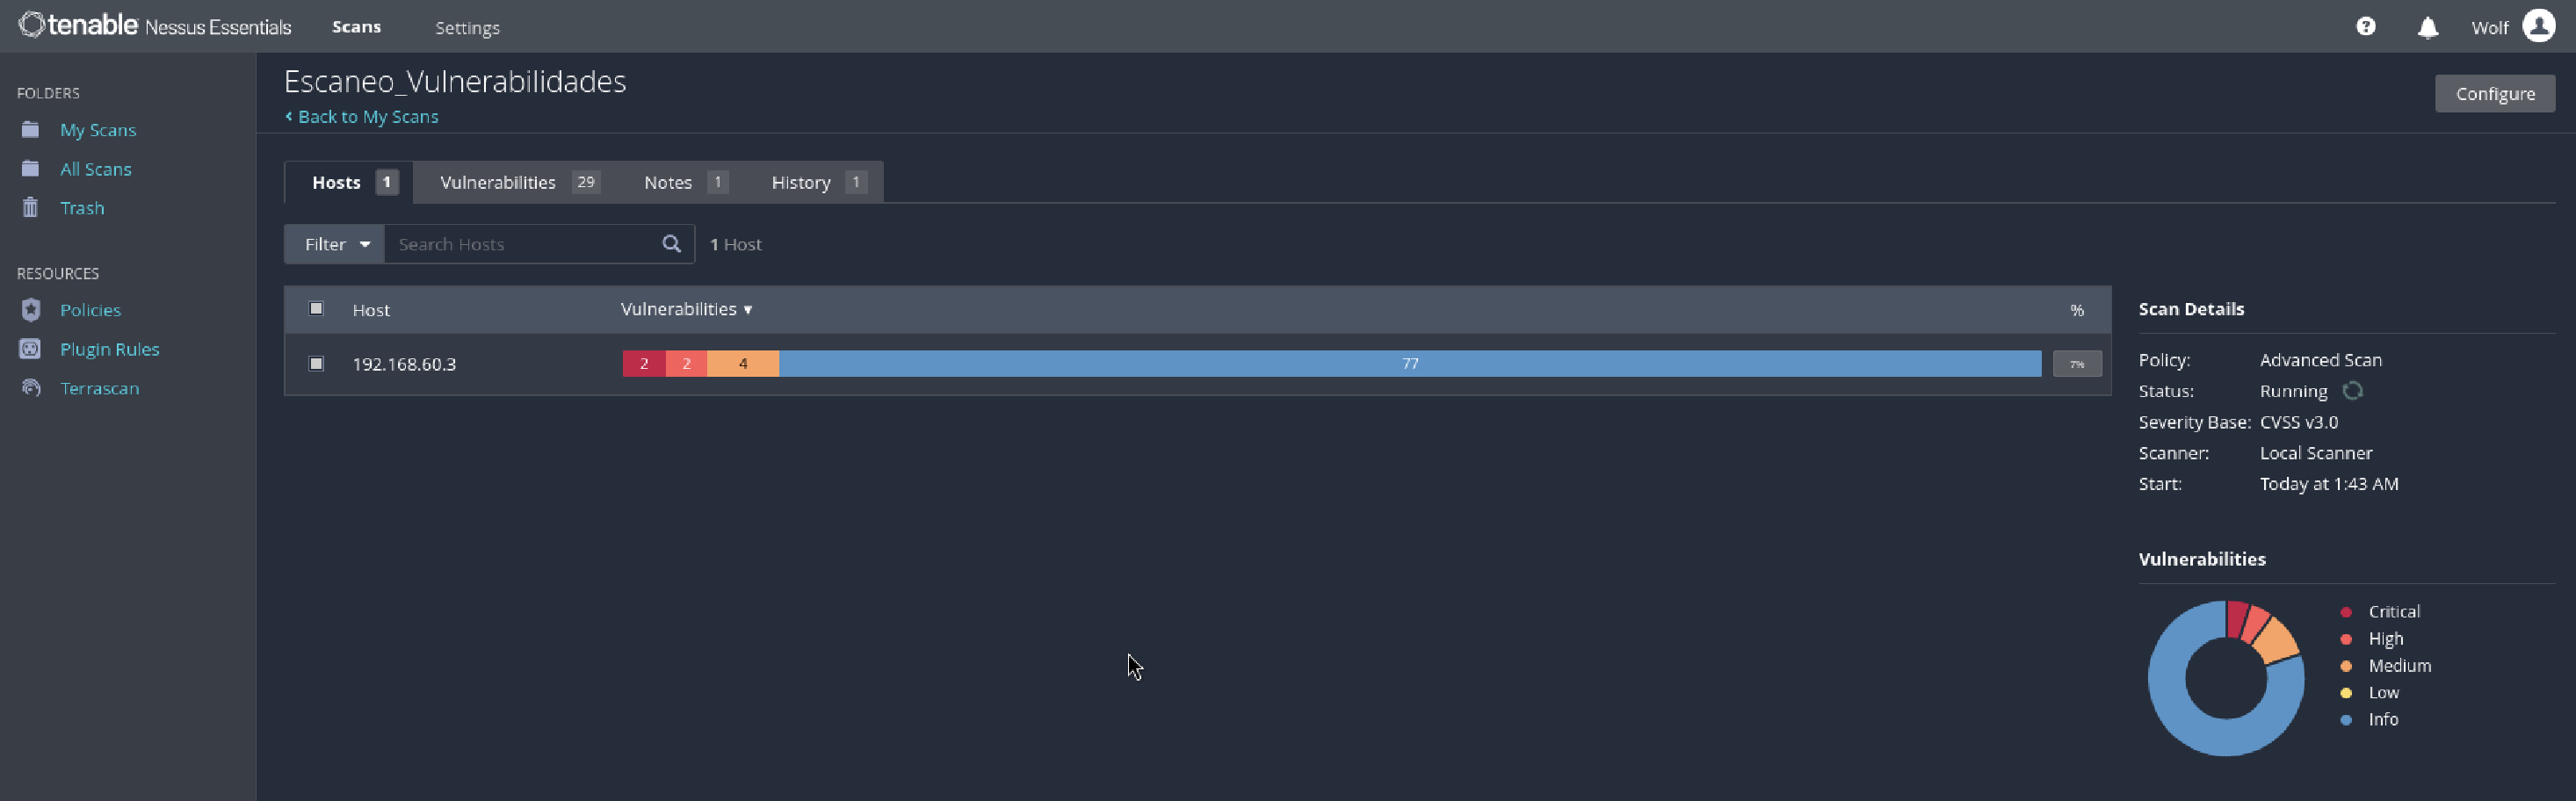 tenable Nessus Essentials Scans Settings Wolf
FOLDERS
My Scans
All Scans
Trash
RESOURCES
Policies
Plugin Rules
Terrascan
Escaneo_Vulnerabilidades
Back to My Scans
Configure
Hosts 1 Vulnerabilities 29 Notes 1 History 1
Filter Search Hosts 1 Host
Host Vulnerabilities %
192.168.60.3 2 2 4 77 7%
Scan Details
Policy: Advanced Scan
Status: Running
Severity Base: CVSS v3.0
Scanner: Local Scanner
Start: Today at 1:43 AM
Vulnerabilities
Critical
High
Medium
Low
Info